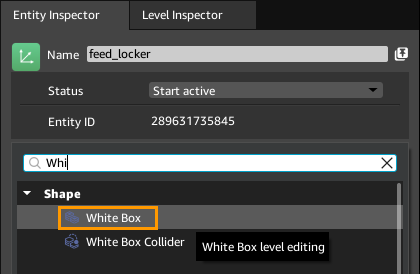 Entity Inspector
Level Inspector
Name feed_locker
Status Start active
Entity ID 289631735845
Whi
Shape
White Box
White Box Collider
White Box level editing